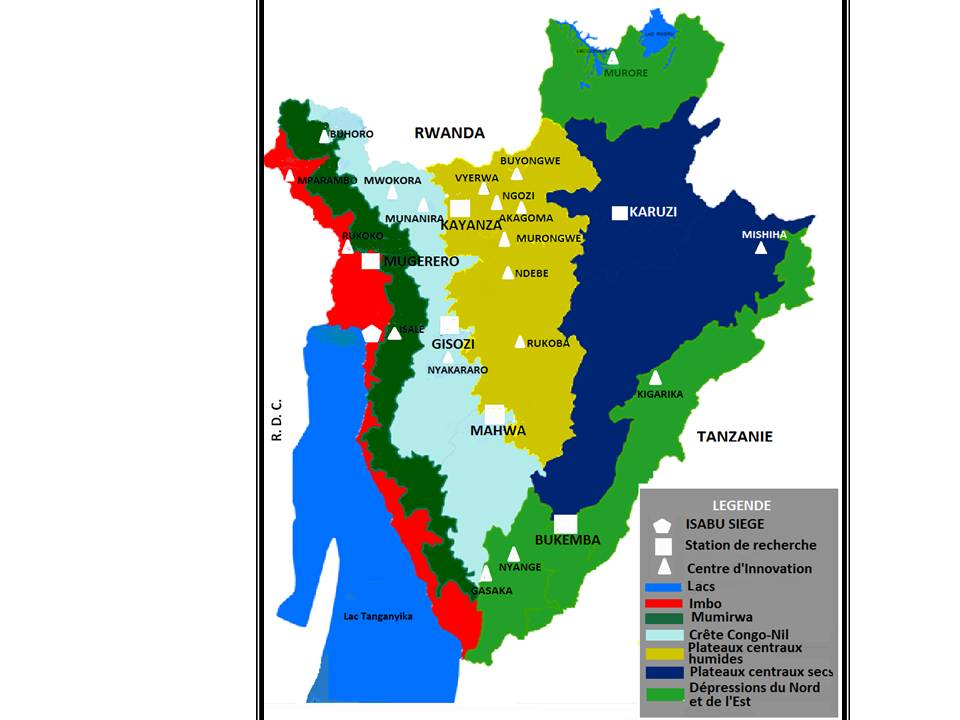 MURORE
RWANDA
BUHORO
BUYONGWE
VYERWA
MPARAMBO
MWOKORA
NGOZI
KARUZI
MUNANIRA
AKAGOMA
KAYANZA
RUKOKO
MURONGWE
MISHIHA
MUGERERO
NDEBE
ISALE
GISOZI
RUKOBA
NYAKARARO
KIGARIKA
R. D. C.
MAHWA
TANZANIE
BUKEMBA
NYANGE
GASAKA
Lac Tanganyika
LEGENDE
ISABU SIEGE
Station de recherche
Centre d'Innovation
Lacs
Imbo
Mumirwa
Crête Congo-Nil
Plateaux centraux
humides
Plateaux centraux secs
Dépressions du Nord
et de l'Est